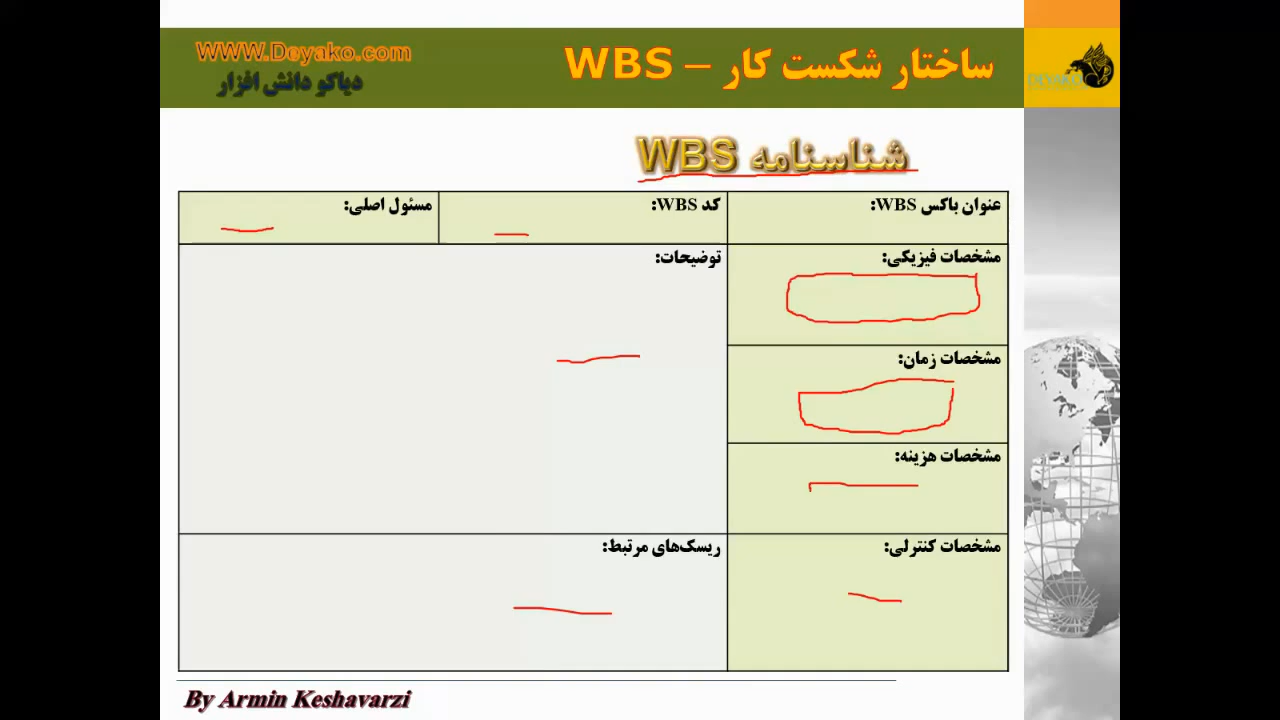 ساختار شکست کار – WBS
WWW.Deyako.com
دیاکو دانش افزار
DEYAKO
شناسنامه WBS
عنوان باکس WBS:
کد WBS:
مسئول اصلی:
مشخصات فیزیکی:
توضیحات:
مشخصات زمان:
مشخصات هزینه:
مشخصات کنترلی:
ریسک‌های مرتبط:
By Armin Keshavarzi